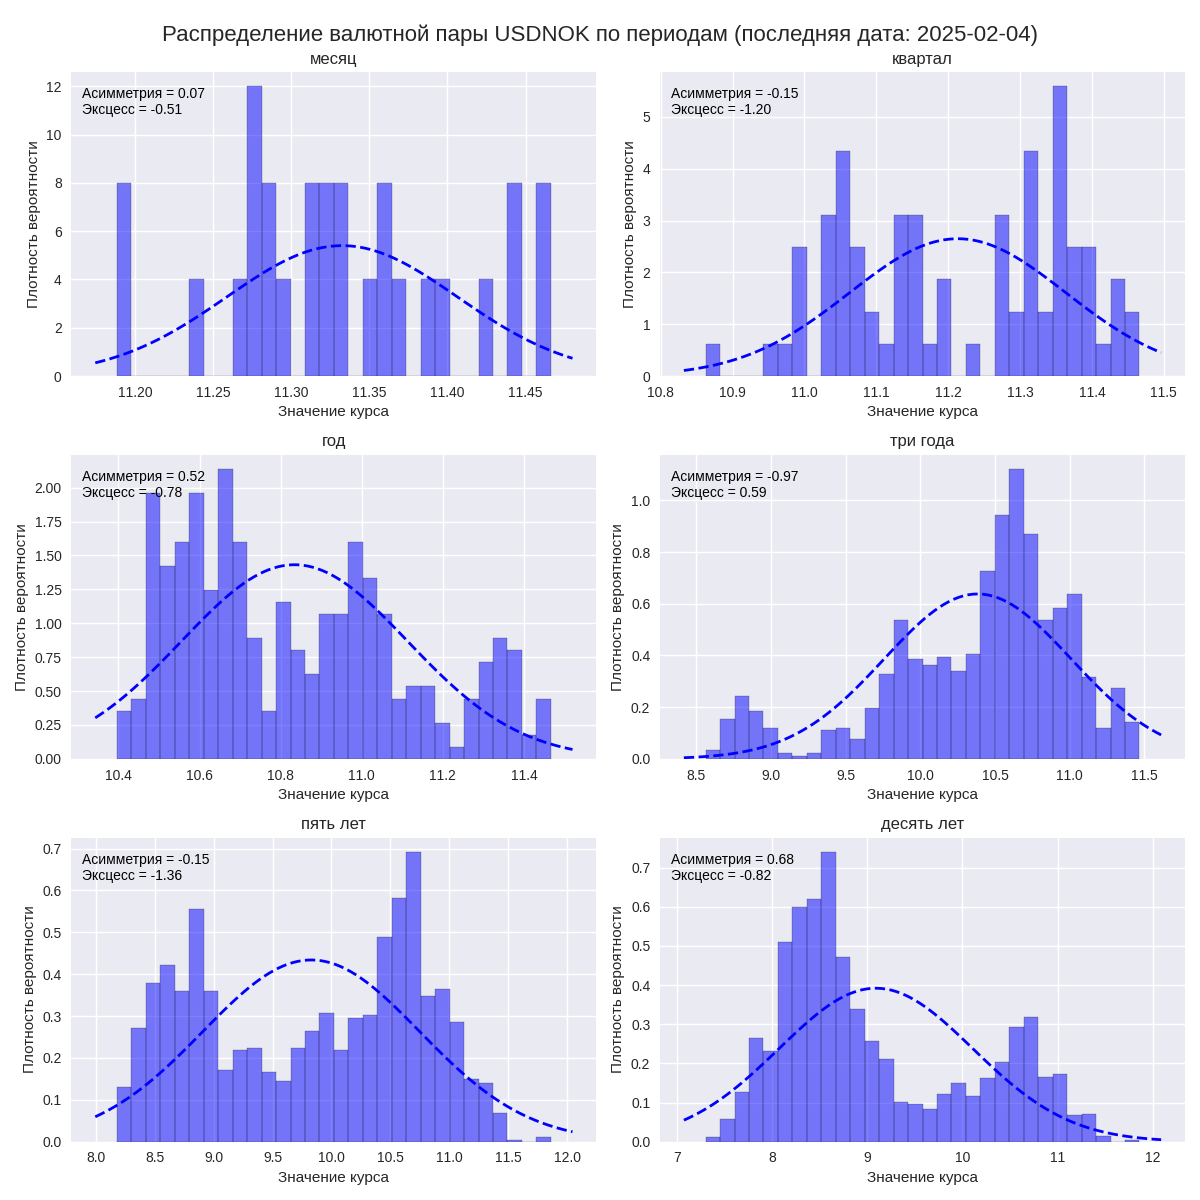 Распределение валютной пары USDNOK по периодам (последняя дата: 2025-02-04)
месяц
Асимметрия = 0.07
Эксцесс = -0.51
Плотность вероятности
12
10
8
6
4
2
0
11.20 11.25 11.30 11.35 11.40 11.45
Значение курса
квартал
Асимметрия = -0.15
Эксцесс = -1.20
Плотность вероятности
5
4
3
2
1
0
10.8 10.9 11.0 11.1 11.2 11.3 11.4 11.5
Значение курса
год
Асимметрия = 0.52
Эксцесс = -0.78
Плотность вероятности
2.00
1.75
1.50
1.25
1.00
0.75
0.50
0.25
0.00
10.4 10.6 10.8 11.0 11.2 11.4
Значение курса
три года
Асимметрия = -0.97
Эксцесс = 0.59
Плотность вероятности
1.0
0.8
0.6
0.4
0.2
0.0
8.5 9.0 9.5 10.0 10.5 11.0 11.5
Значение курса
пять лет
Асимметрия = -0.15
Эксцесс = -1.36
Плотность вероятности
0.7
0.6
0.5
0.4
0.3
0.2
0.1
0.0
8.0 8.5 9.0 9.5 10.0 10.5 11.0 11.5 12.0
Значение курса
десять лет
Асимметрия = 0.68
Эксцесс = -0.82
Плотность вероятности
0.7
0.6
0.5
0.4
0.3
0.2
0.1
0.0
7 8 9 10 11 12
Значение курса